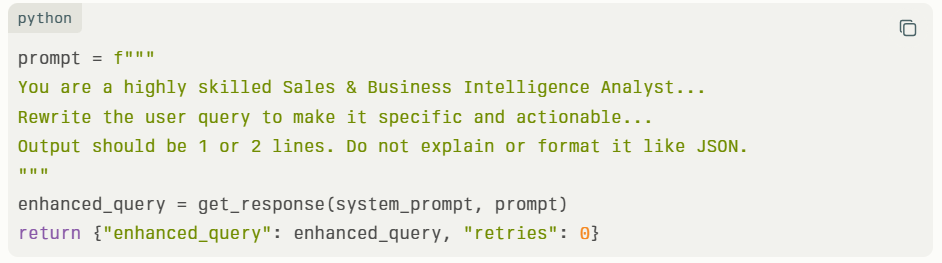 python
prompt = f"""
You are a highly skilled Sales & Business Intelligence Analyst...
Rewrite the user query to make it specific and actionable...
Output should be 1 or 2 lines. Do not explain or format it like JSON.
"""
enhanced_query = get_response(system_prompt, prompt)
return {"enhanced_query": enhanced_query, "retries": 0}